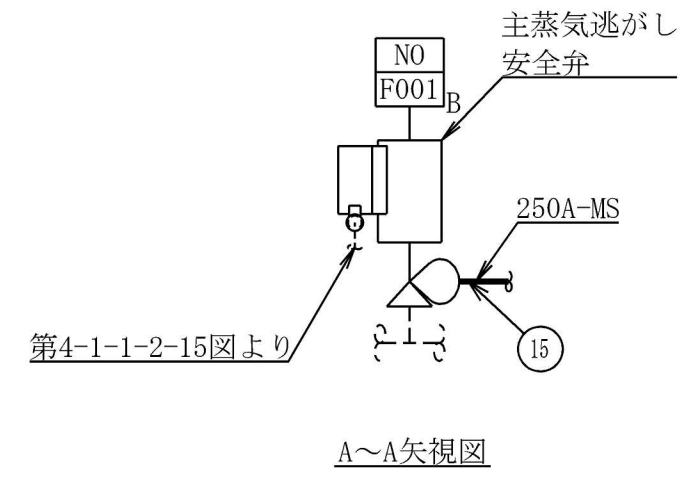 主蒸気逃がし
安全弁
NO
F001
B
250A-MS
第4-1-1-2-15図より
15
A～A矢視図